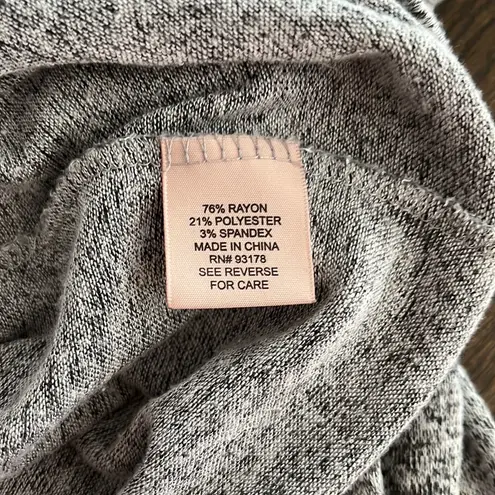 76% RAYON
21% POLYESTER
3% SPANDEX
MADE IN CHINA
RN# 93178
SEE REVERSE
FOR CARE